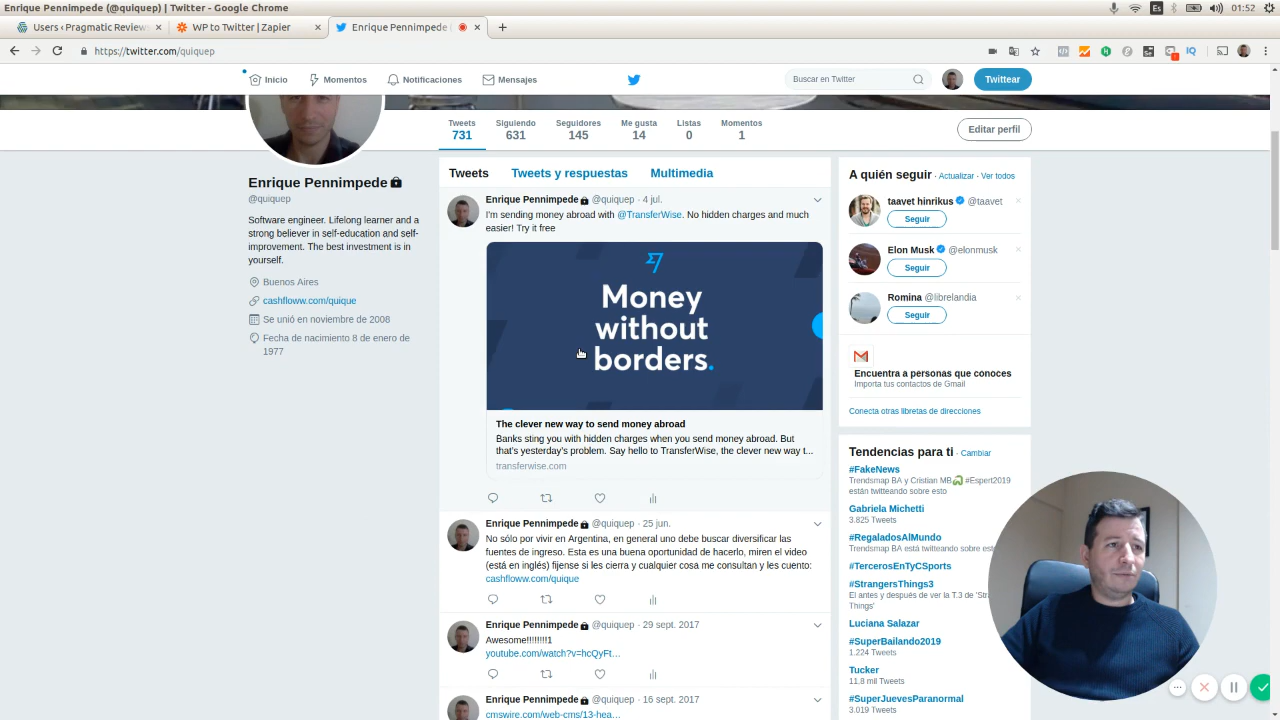 Enrique Pennimpede (@quiquep) | Twitter - Google Chrome
Es
01:52
Users ‹ Pragmatic Review
WP to Twitter | Zapier
Enrique Pennimpede (
https://twitter.com/quiquep
Inicio
Momentos
Notificaciones
Mensajes
Buscar en Twitter
Twittear
Tweets
731
Siguiendo
631
Seguidores
145
Me gusta
14
Listas
0
Momentos
1
Editar perfil
Enrique Pennimpede
@quiquep
Software engineer. Lifelong learner and a
strong believer in self-education and self-
improvement. The best investment is in
yourself.
Buenos Aires
cashfloww.com/quique
Se unió en noviembre de 2008
Fecha de nacimiento 8 de enero de
1977
Tweets
Tweets y respuestas
Multimedia
Enrique Pennimpede @quiquep · 4 jul.
I'm sending money abroad with @TransferWise. No hidden charges and much
easier! Try it free
Money
without
borders.
The clever new way to send money abroad
Banks sting you with hidden charges when you send money abroad. But
that's yesterday's problem. Say hello to TransferWise, the clever new way t...
transferwise.com
Enrique Pennimpede @quiquep · 25 jun.
No sólo por vivir en Argentina, en general uno debe buscar diversificar las
fuentes de ingreso. Esta es una buena oportunidad de hacerlo, miren el video
(está en inglés) fijense si les cierra y cualquier cosa me consultan y les cuento:
cashfloww.com/quique
Enrique Pennimpede @quiquep · 29 sept. 2017
Awesome!!!!!!!!1
youtube.com/watch?v=hcQyFt…
Enrique Pennimpede @quiquep · 16 sept. 2017
cmswire.com/web-cms/13-hea…
A quién seguir · Actualizar · Ver todos
taavet hinrikus @taavet
Seguir
Elon Musk @elonmusk
Seguir
Romina @librelandia
Seguir
Encuentra a personas que conoces
Importa tus contactos de Gmail
Conecta otras libretas de direcciones
Tendencias para ti · Cambiar
#FakeNews
Trendsmap BA y Cristian MB #Espert2019
están twitteando sobre esto
Gabriela Michetti
3.825 Tweets
#RegaladosAlMundo
Trendsmap BA está twitteando sobre
#TercerosEnTyCSports
#StrangersThings3
El antes y después de ver la T.3 de
Things'
Luciana Salazar
#SuperBailando2019
1.224 Tweets
Tucker
11.8 mil Tweets
#SuperJuevesParanormal
3.019 Tweets